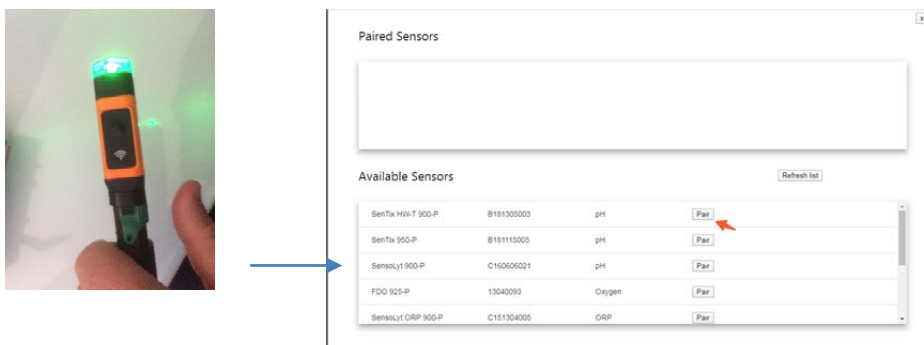 x
Paired Sensors
Available Sensors
Refresh list
SenTix HW-T 900-P B181305003 pH Pair
SenTix 950-P B181115005 pH Pair
SensoLyt 900-P C160606021 pH Pair
FDO 925-P 13040093 Oxygen Pair
SensoLyt ORP 900-P C151304005 ORP Pair